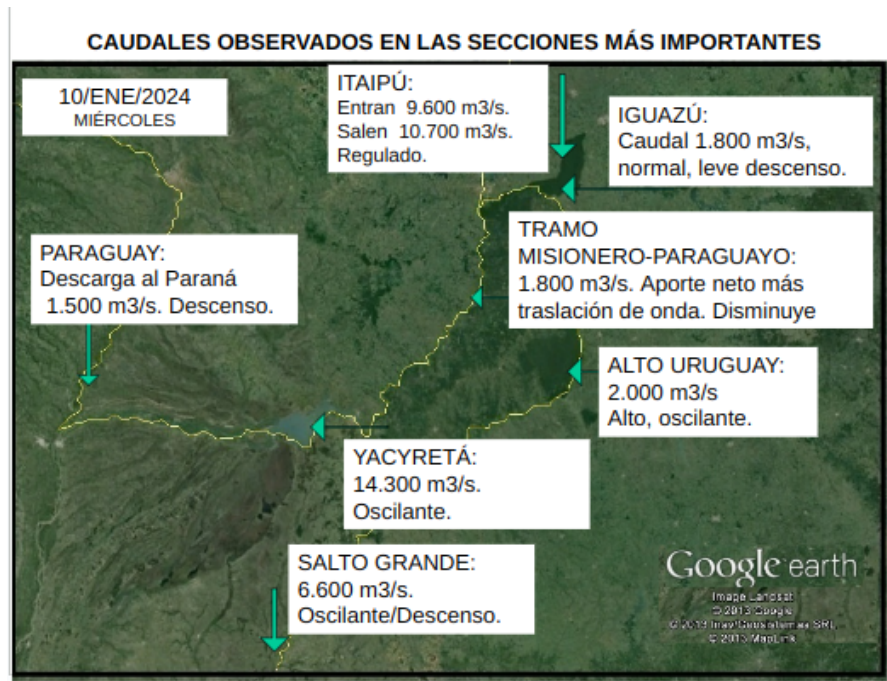 CAUDALES OBSERVADOS EN LAS SECCIONES MÁS IMPORTANTES
10/ENE/2024
MIÉRCOLES
ITAIPÚ:
Entran 9.600 m3/s.
Salen 10.700 m3/s.
Regulado.
IGUAZÚ:
Caudal 1.800 m3/s,
normal, leve descenso.
PARAGUAY:
Descarga al Paraná
1.500 m3/s. Descenso.
TRAMO
MISIONERO-PARAGUAYO:
1.800 m3/s. Aporte neto más
traslación de onda. Disminuye
ALTO URUGUAY:
2.000 m3/s
Alto, oscilante.
YACYRETÁ:
14.300 m3/s.
Oscilante.
SALTO GRANDE:
6.600 m3/s.
Oscilante/Descenso.
Google earth
Image Landsat
© 2013 Google
© 2013 Inav/Geosistemas SRL
© 2013 MapLink